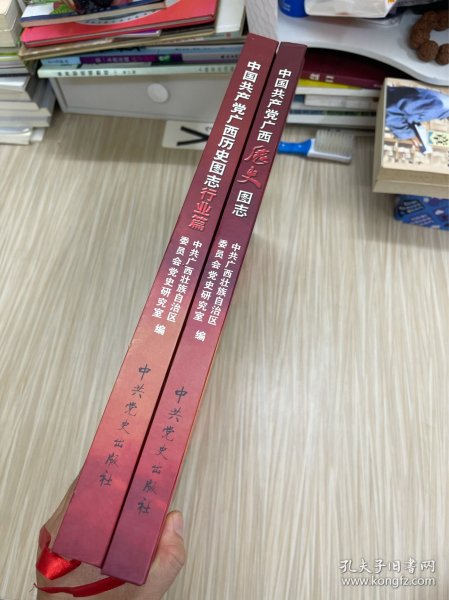 中国共产党广西历史图志行业篇
中共广西壮族自治区
委员会党史研究室 编
中共党史出版社
中国共产党广西历史图志
中共广西壮族自治区
委员会党史研究室 编
中共党史出版社
孔夫子旧书网
www.kongfz.com